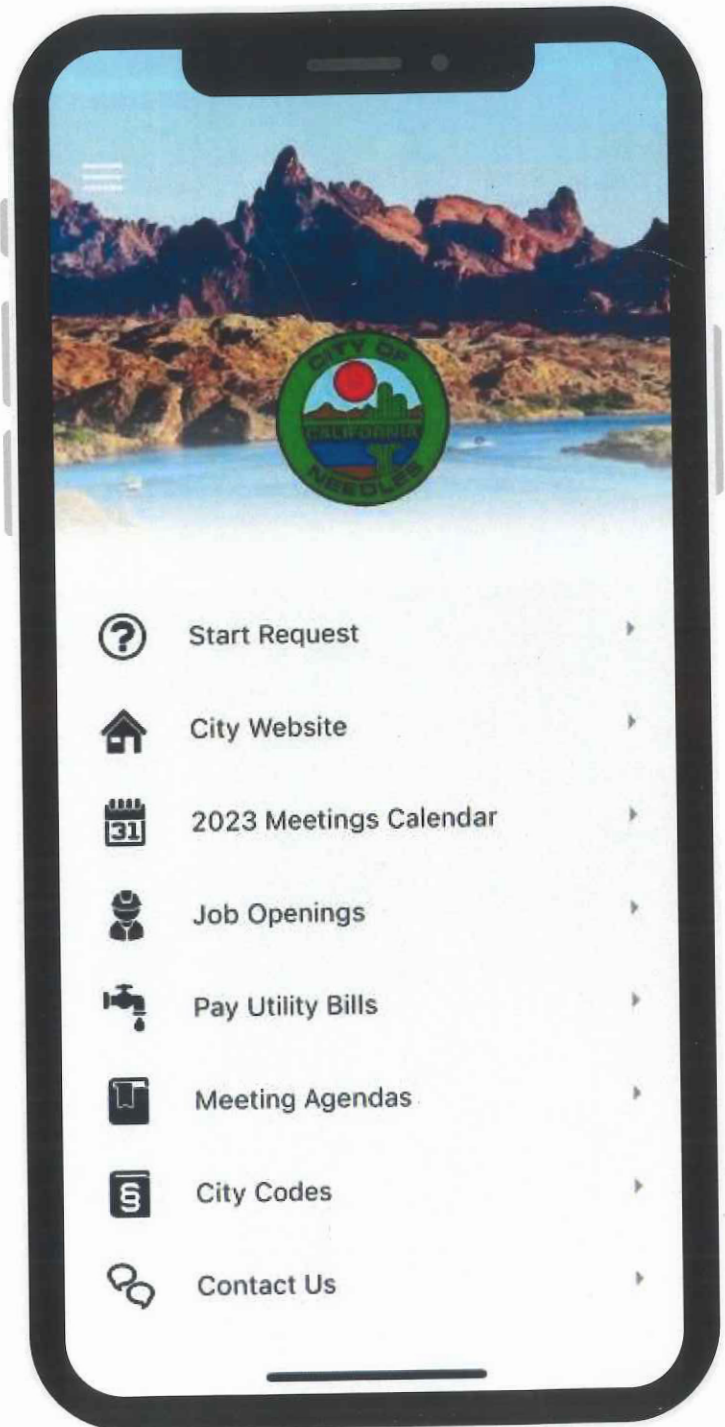 CITY OF
CALIFORNIA
NEEDLES
Start Request
City Website
31
2023 Meetings Calendar
Job Openings
Pay Utility Bills
Meeting Agendas
§
City Codes
Contact Us